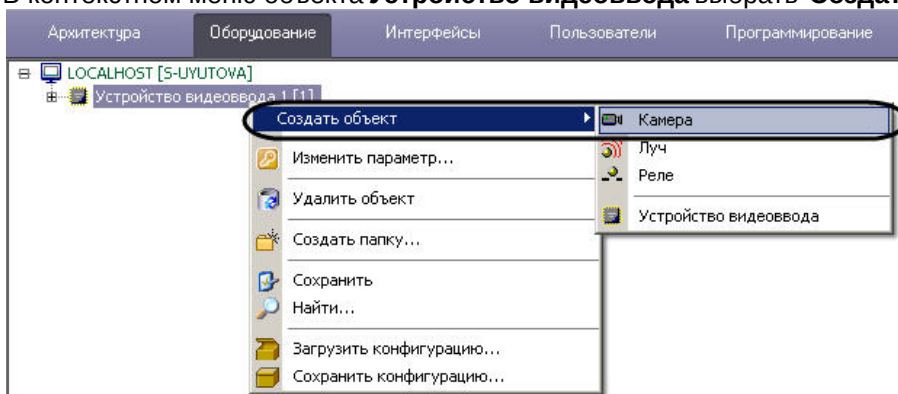 В контекстном меню объекта Устройство видеоввода выбрать Создат
Архитектура Оборудование Интерфейсы Пользователи Программирование
LOCALHOST [S-UYUTOVA]
Устройство видеоввода 1 [1]
Создать объект
Камера
Изменить параметр...
Луч
Реле
Удалить объект
Устройство видеоввода
Создать папку...
Сохранить
Найти...
Загрузить конфигурацию...
Сохранить конфигурацию...